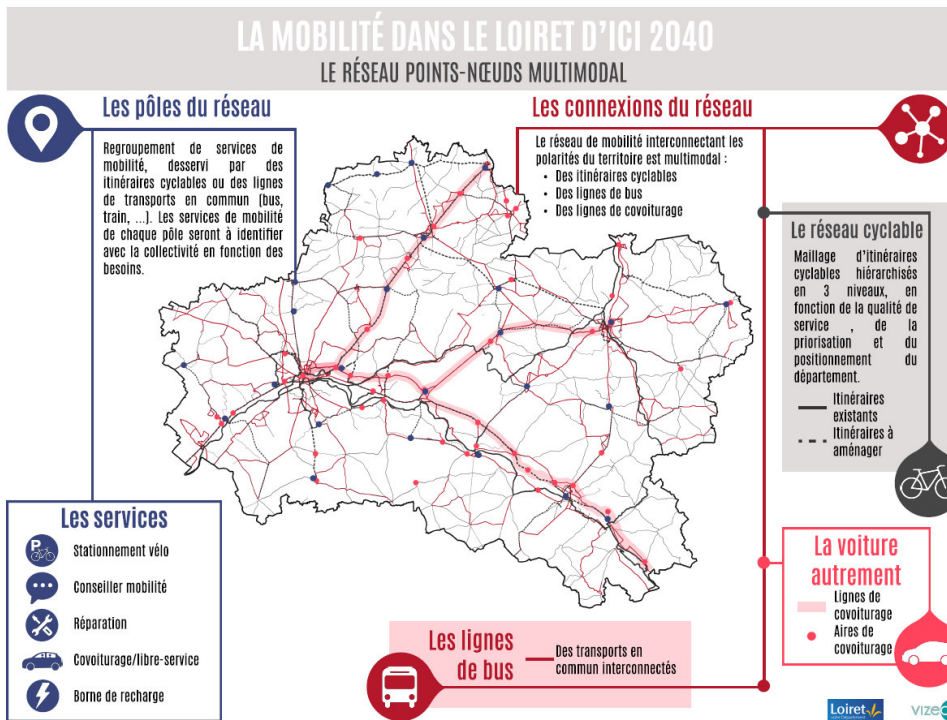 LA MOBILITÉ DANS LE LOIRET D'ICI 2040
LE RÉSEAU POINTS-NŒUDS MULTIMODAL
Les pôles du réseau
Regroupement de services de
mobilité, desservi par des
itinéraires cyclables ou des lignes
de transports en commun (bus,
train, ...). Les services de mobilité
de chaque pôle seront à identifier
avec la collectivité en fonction des
besoins.
Les connexions du réseau
Le réseau de mobilité interconnectant les
polarités du territoire est multimodal :
• Des itinéraires cyclables
• Des lignes de bus
• Des lignes de covoiturage
Le réseau cyclable
Maillage d'itinéraires
cyclables hiérarchisés
en 3 niveaux, en
fonction de la qualité de
service , de la
priorisation et du
positionnement du
département.
Itinéraires
existants
Itinéraires à
aménager
Les services
P
Stationnement vélo
Conseiller mobilité
Réparation
Covoiturage/libre-service
Borne de recharge
Les lignes
de bus
Des transports en
commun interconnectés
La voiture
autrement
Lignes de
covoiturage
Aires de
covoiturage
Loiret